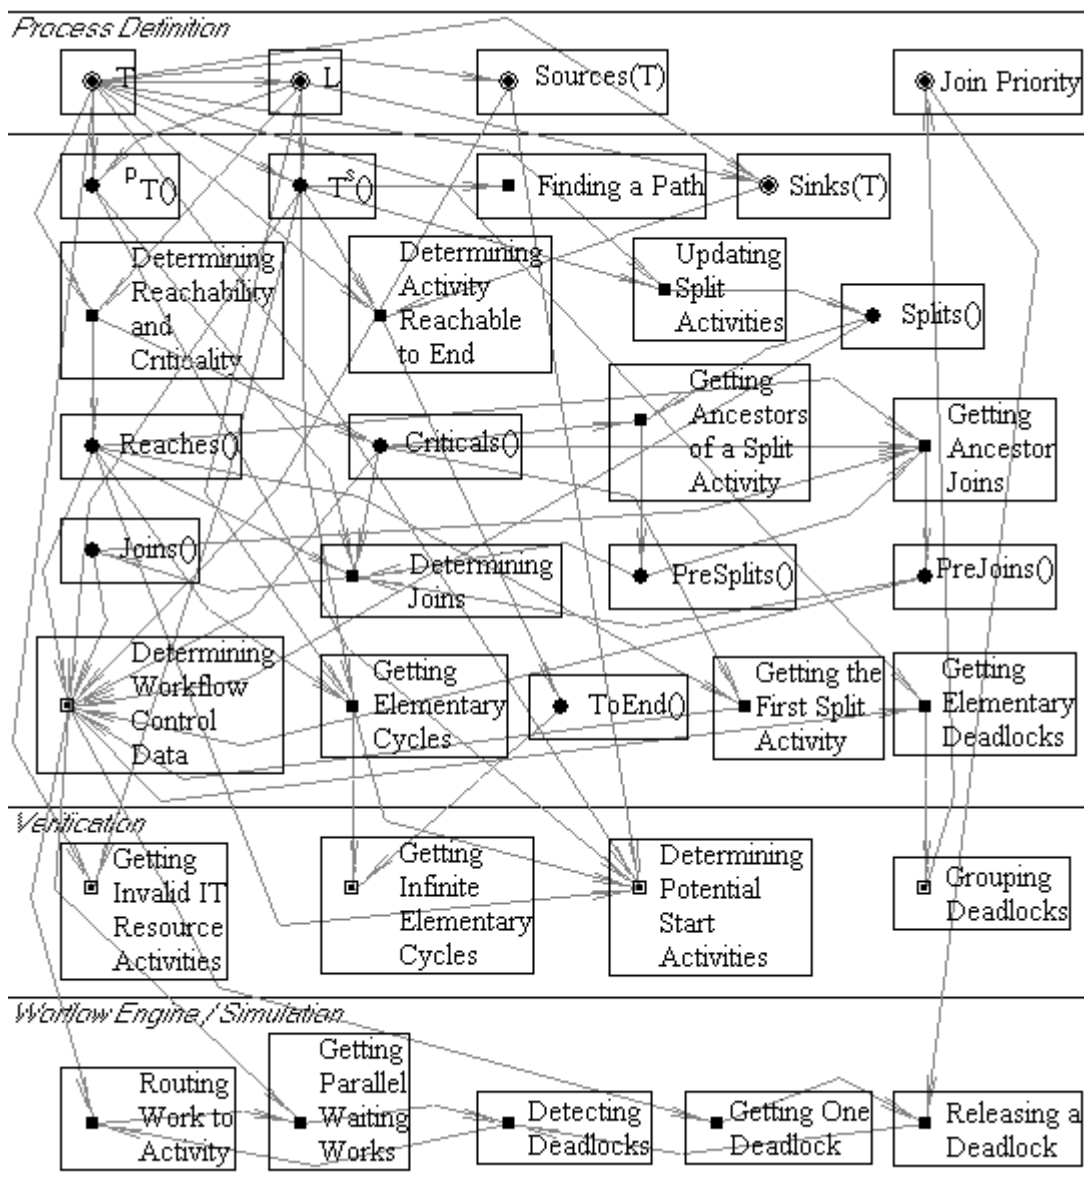 Process Definition
T
L
Sources(T)
Join Priority
PT()
Ts()
Finding a Path
Sinks(T)
Determining
Reachability
and
Criticality
Determining
Activity
Reachable
to End
Updating
Split
Activities
Splits()
Reaches()
Criticals()
Getting
Ancestors
of a Split
Activity
Getting
Ancestor
Joins
Joins()
Determining
Joins
PreSplits()
PreJoins()
Determining
Workflow
Control
Data
Getting
Elementary
Cycles
ToEnd()
Getting the
First Split
Activity
Getting
Elementary
Deadlocks
Verification
Getting
Invalid IT
Resource
Activities
Getting
Infinite
Elementary
Cycles
Determining
Potential
Start
Activities
Grouping
Deadlocks
Worflow Engine / Simulation
Routing
Work to
Activity
Getting
Parallel
Waiting
Works
Detecting
Deadlocks
Getting One
Deadlock
Releasing a
Deadlock